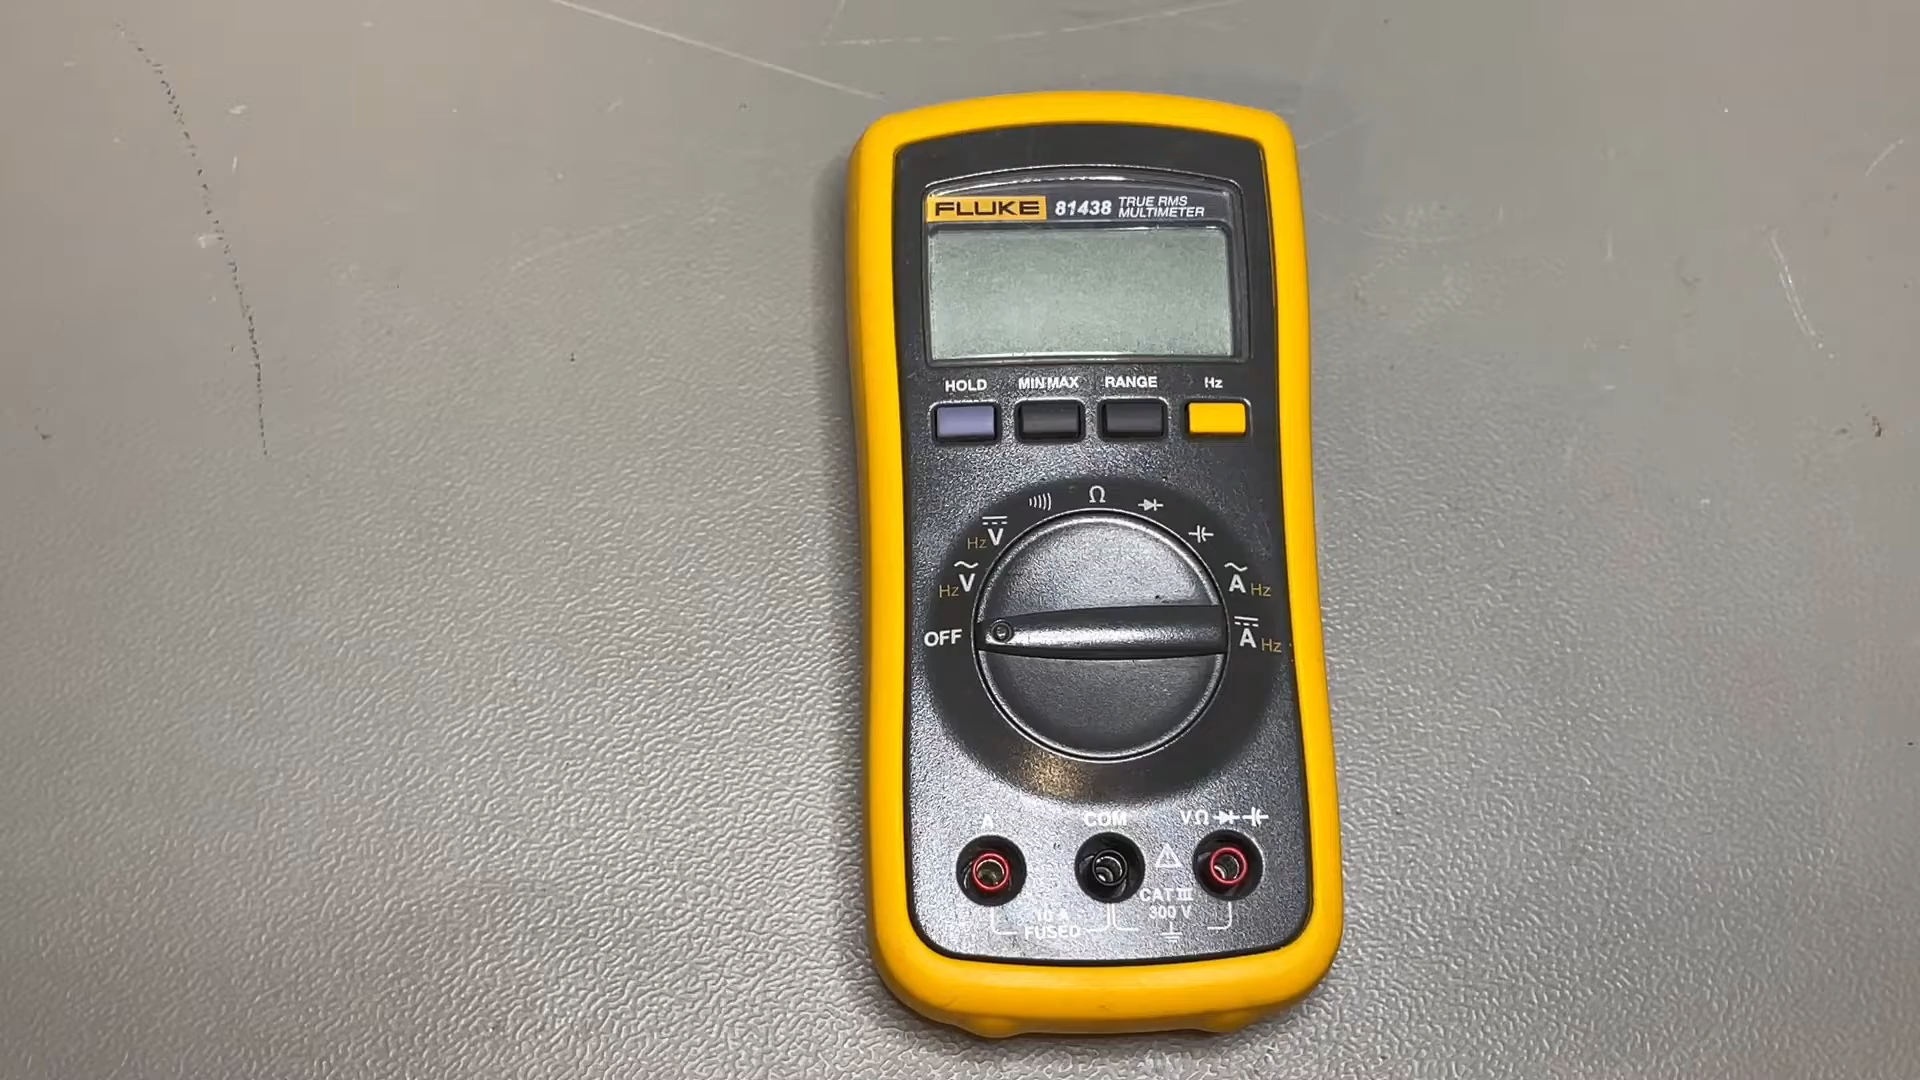 FLUKE 81438 TRUE RMS MULTIMETER
HOLD MIN MAX RANGE Hz
Ω
Hz V
Hz V
A Hz
OFF
A Hz
A COM VΩ
CAT III
300 V
10 A
FUSED